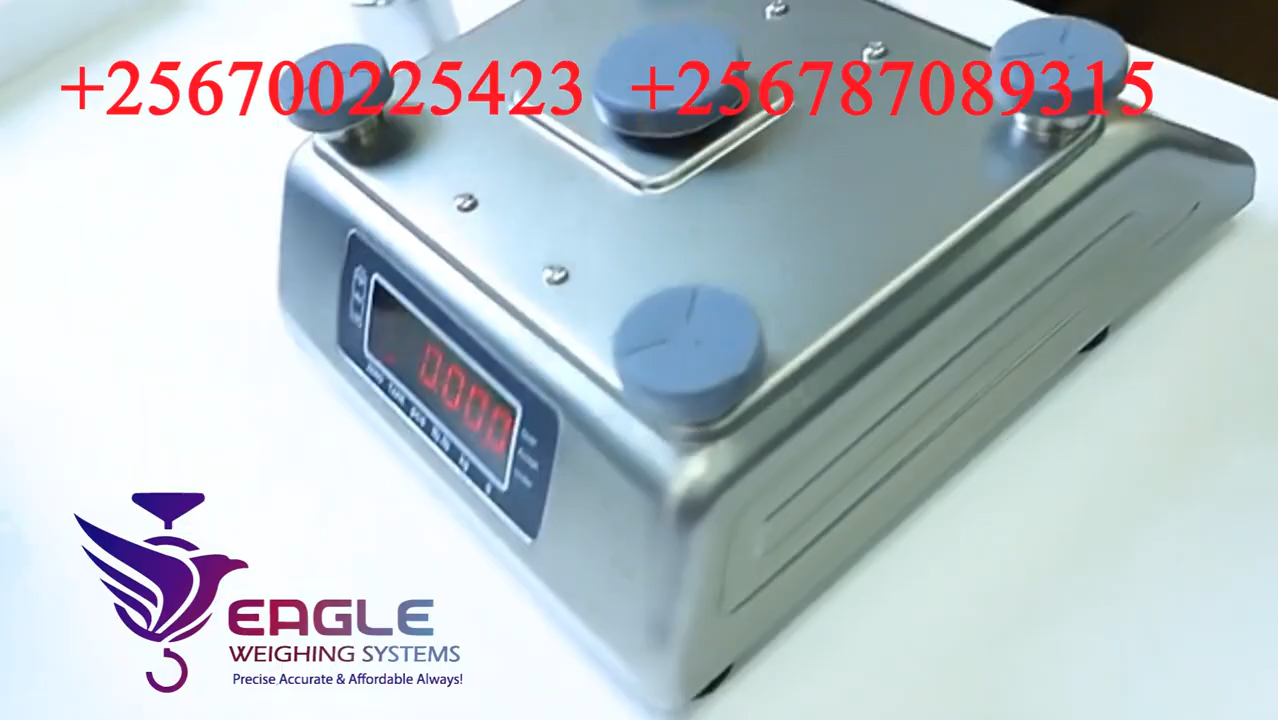 +256700225423 +256787089315
0.000
EAGLE
WEIGHING SYSTEMS
Precise Accurate & Affordable Always!